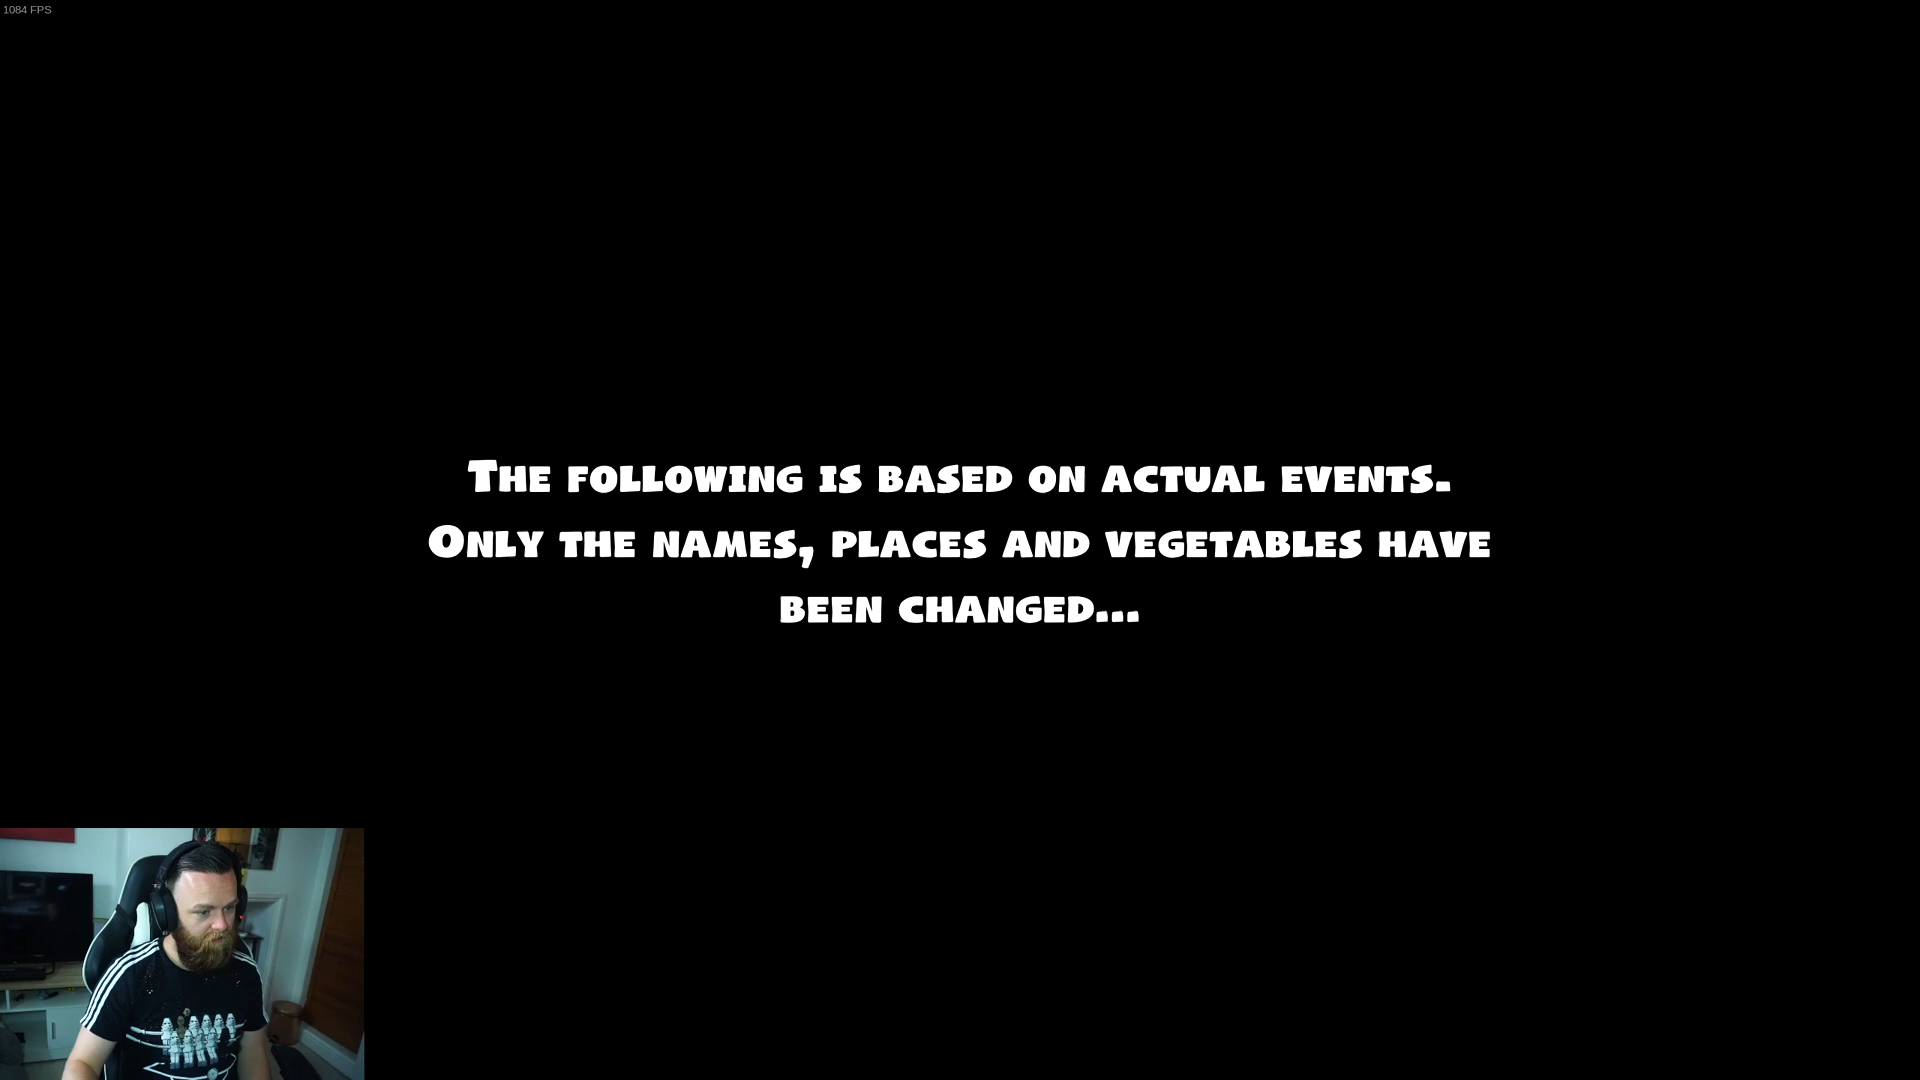 1084 FPS
The following is based on actual events.
Only the names, places and vegetables have
been changed...